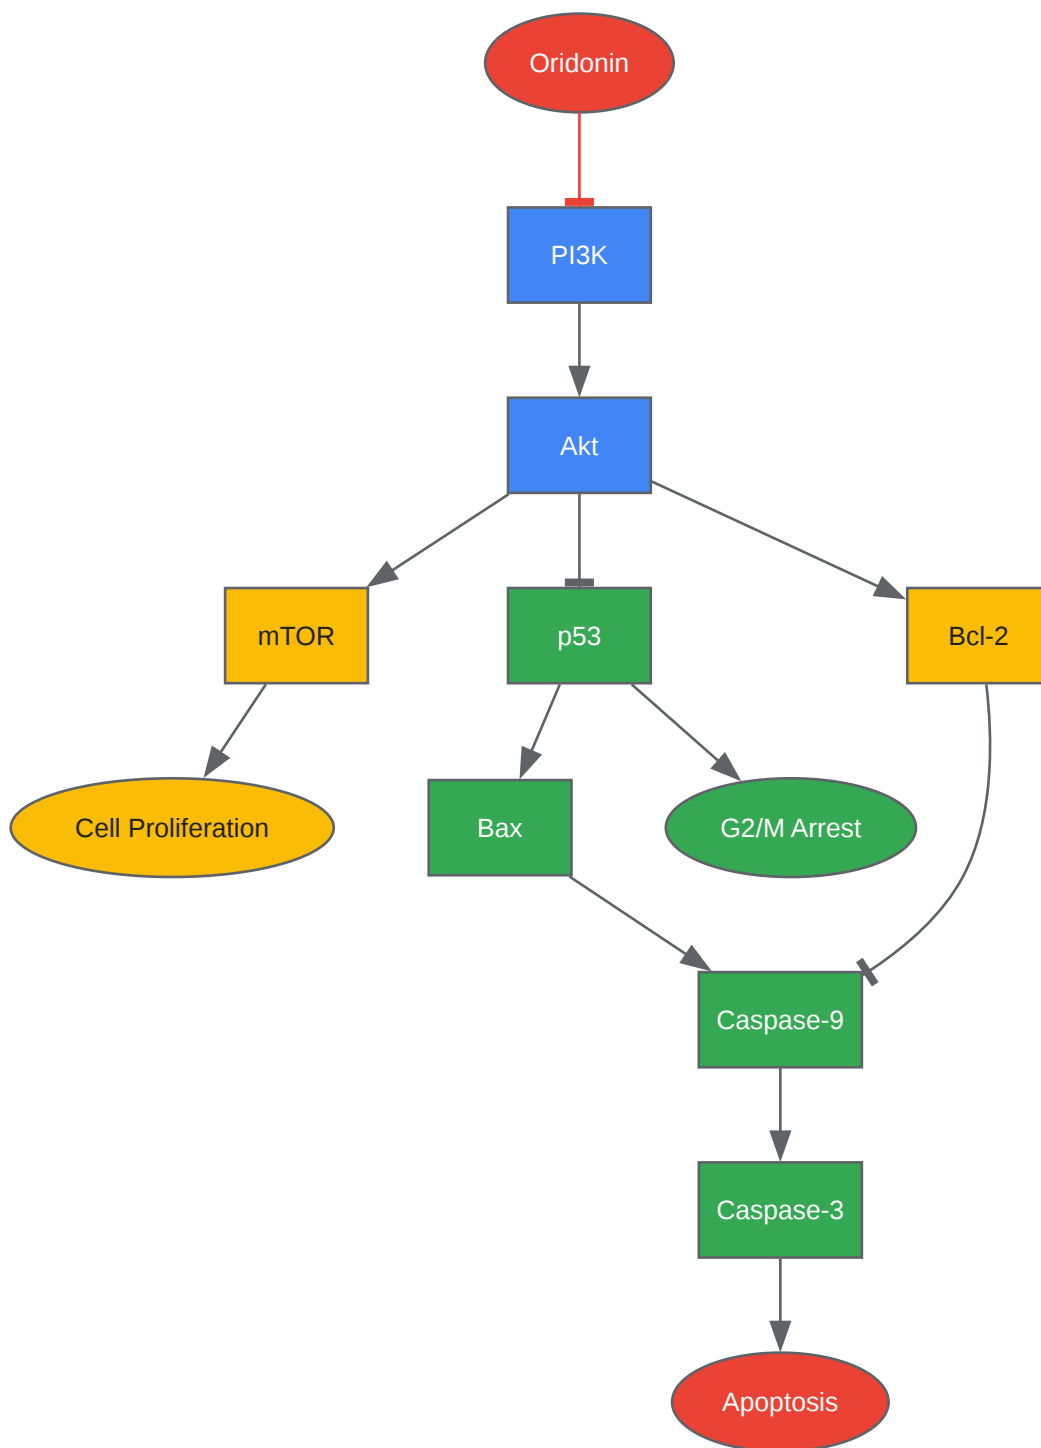 Oridonin
PI3K
Akt
mTOR
p53
Bcl-2
Cell Proliferation
Bax
G2/M Arrest
Caspase-9
Caspase-3
Apoptosis